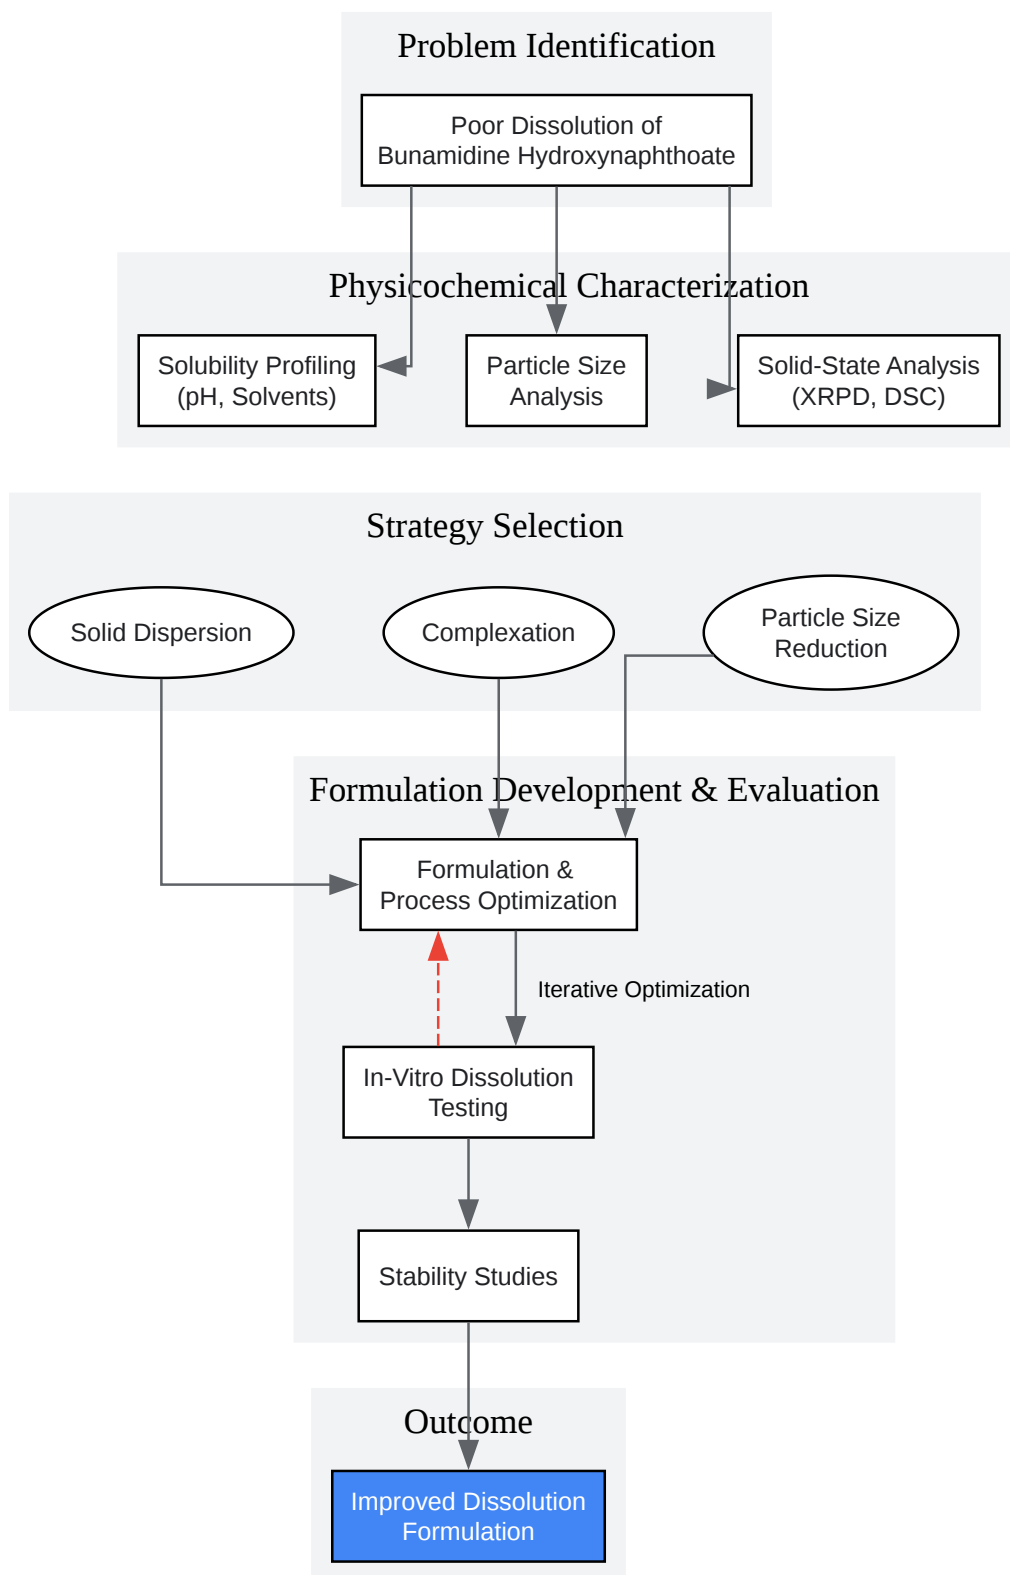 Problem Identification
Poor Dissolution of
Bunamidine Hydroxynaphthoate
Physicochemical Characterization
Solubility Profiling
(pH, Solvents)
Particle Size
Analysis
Solid-State Analysis
(XRPD, DSC)
Strategy Selection
Solid Dispersion
Complexation
Particle Size
Reduction
Formulation Development & Evaluation
Formulation &
Process Optimization
Iterative Optimization
In-Vitro Dissolution
Testing
Stability Studies
Outcome
Improved Dissolution
Formulation